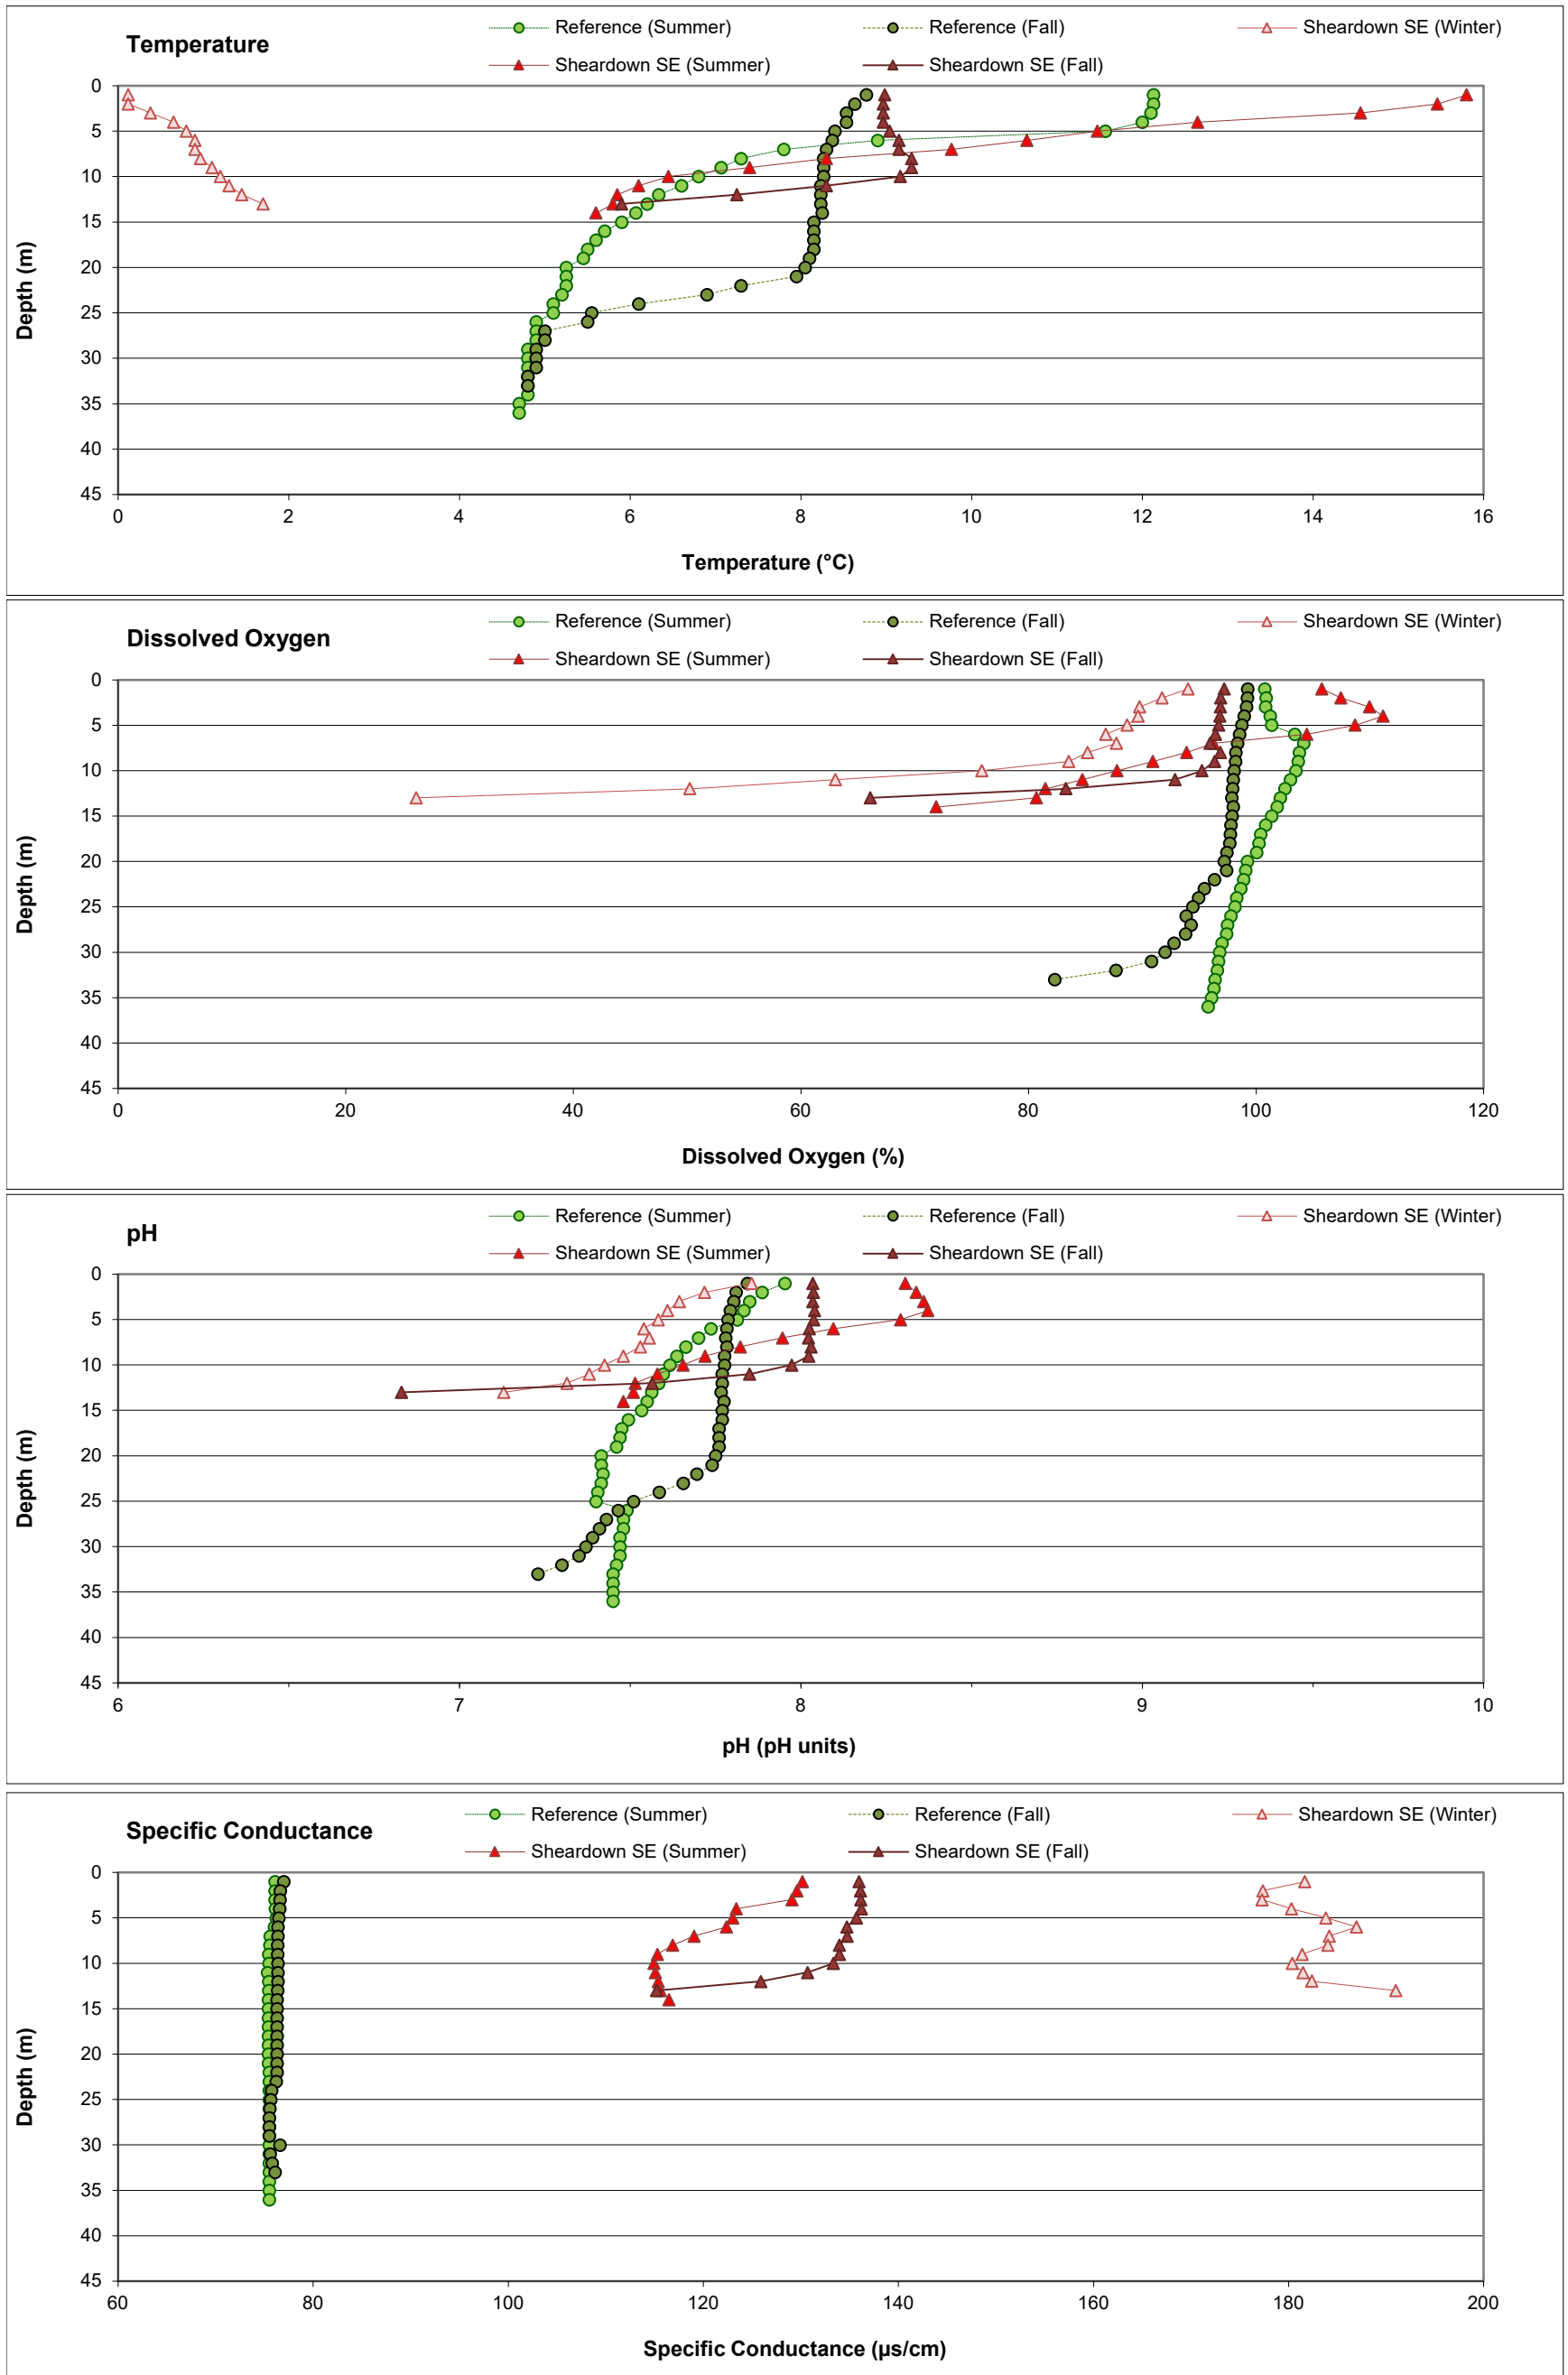 Temperature
Reference (Summer) Reference (Fall) Sheardown SE (Winter)
Sheardown SE (Summer) Sheardown SE (Fall)
0
5
10
15
20
25
30
35
40
45
Depth (m)
0 2 4 6 8 10 12 14 16
Temperature (°C)
Dissolved Oxygen
Reference (Summer) Reference (Fall) Sheardown SE (Winter)
Sheardown SE (Summer) Sheardown SE (Fall)
0
5
10
15
20
25
30
35
40
45
Depth (m)
0 20 40 60 80 100 120
Dissolved Oxygen (%)
pH
Reference (Summer) Reference (Fall) Sheardown SE (Winter)
Sheardown SE (Summer) Sheardown SE (Fall)
0
5
10
15
20
25
30
35
40
45
Depth (m)
6 7 8 9 10
pH (pH units)
Specific Conductance
Reference (Summer) Reference (Fall) Sheardown SE (Winter)
Sheardown SE (Summer) Sheardown SE (Fall)
0
5
10
15
20
25
30
35
40
45
Depth (m)
60 80 100 120 140 160 180 200
Specific Conductance (µs/cm)